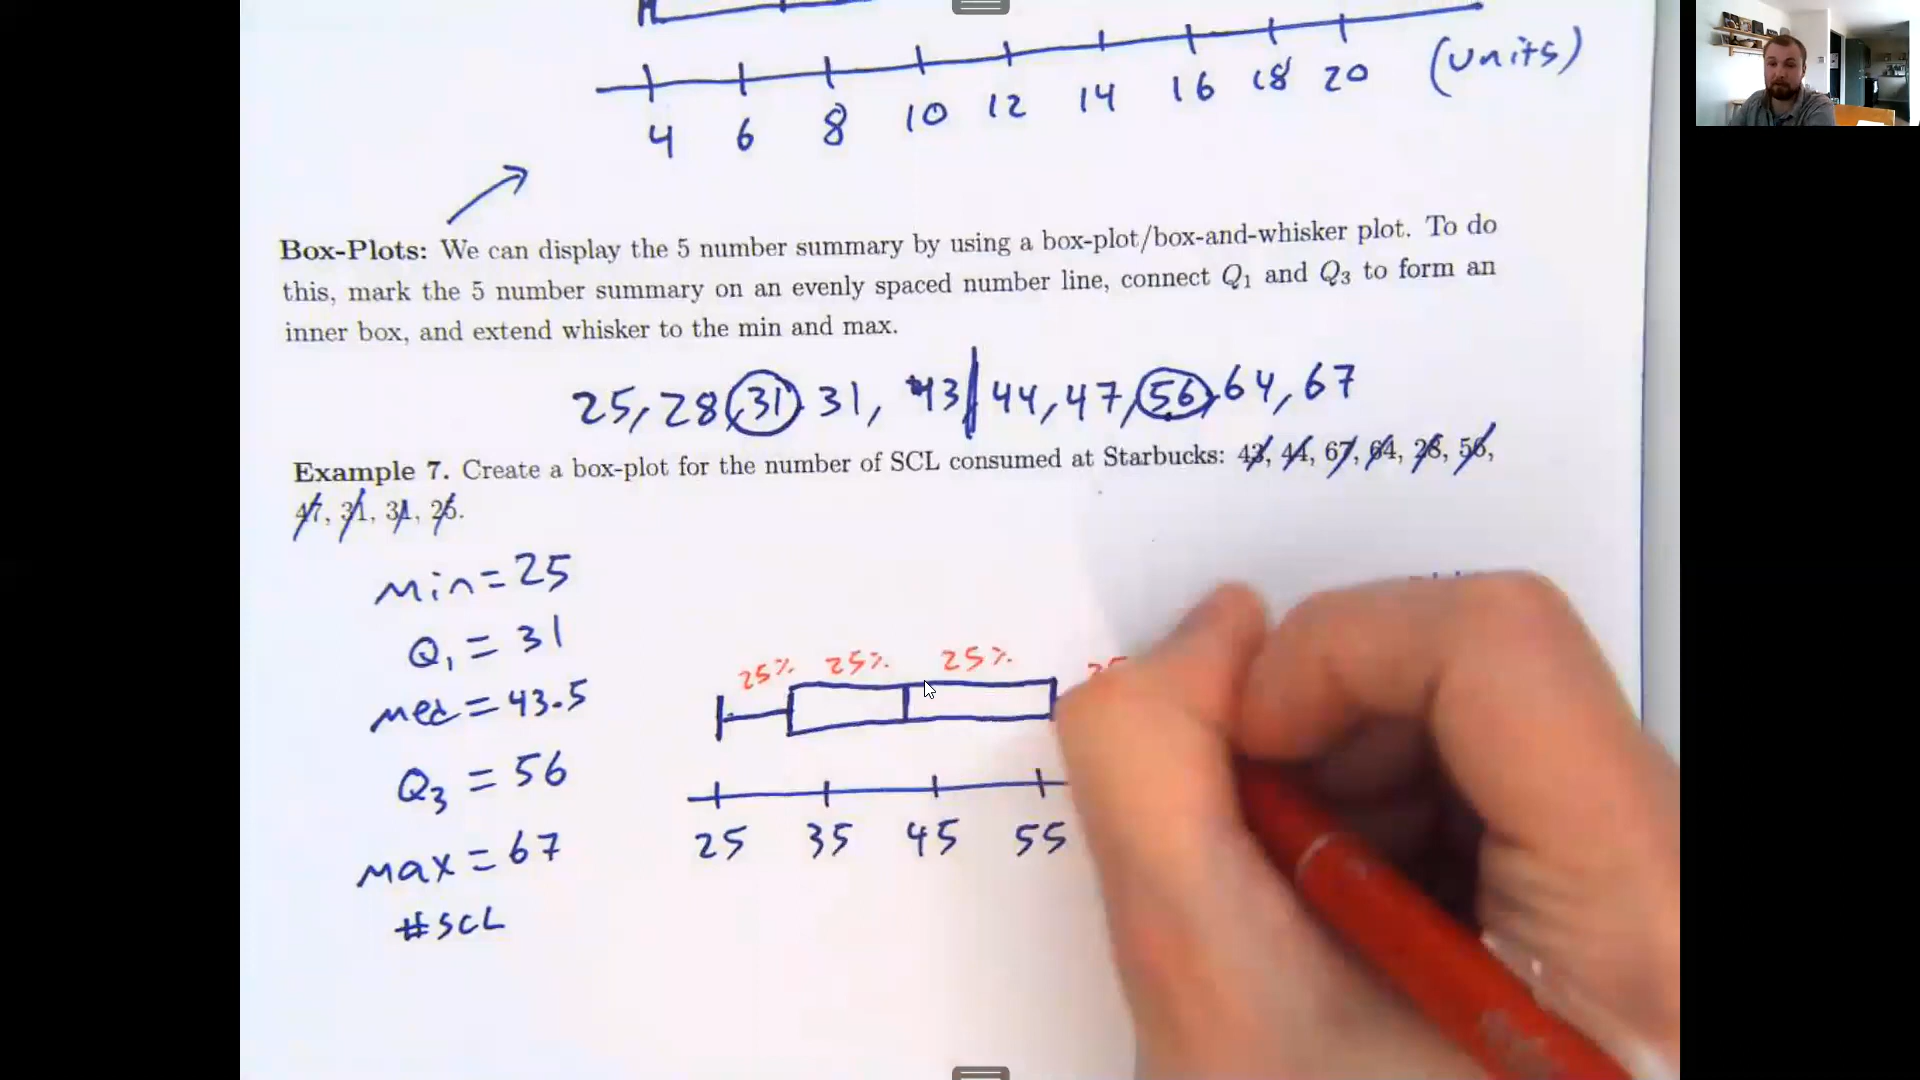 4 6 8 10 12 14 16 18 20 (units)
Box-Plots: We can display the 5 number summary by using a box-plot/box-and-whisker plot. To do
this, mark the 5 number summary on an evenly spaced number line, connect Q1 and Q3 to form an
inner box, and extend whisker to the min and max.
25, 28, 31, 31, 43 | 44, 47, 56, 64, 67
Example 7. Create a box-plot for the number of SCL consumed at Starbucks: 43, 44, 67, 64, 28, 56,
47, 31, 31, 25.
Min = 25
Q1 = 31
med = 43.5
Q3 = 56
max = 67
#SCL
25% 25% 25%
25 35 45 55